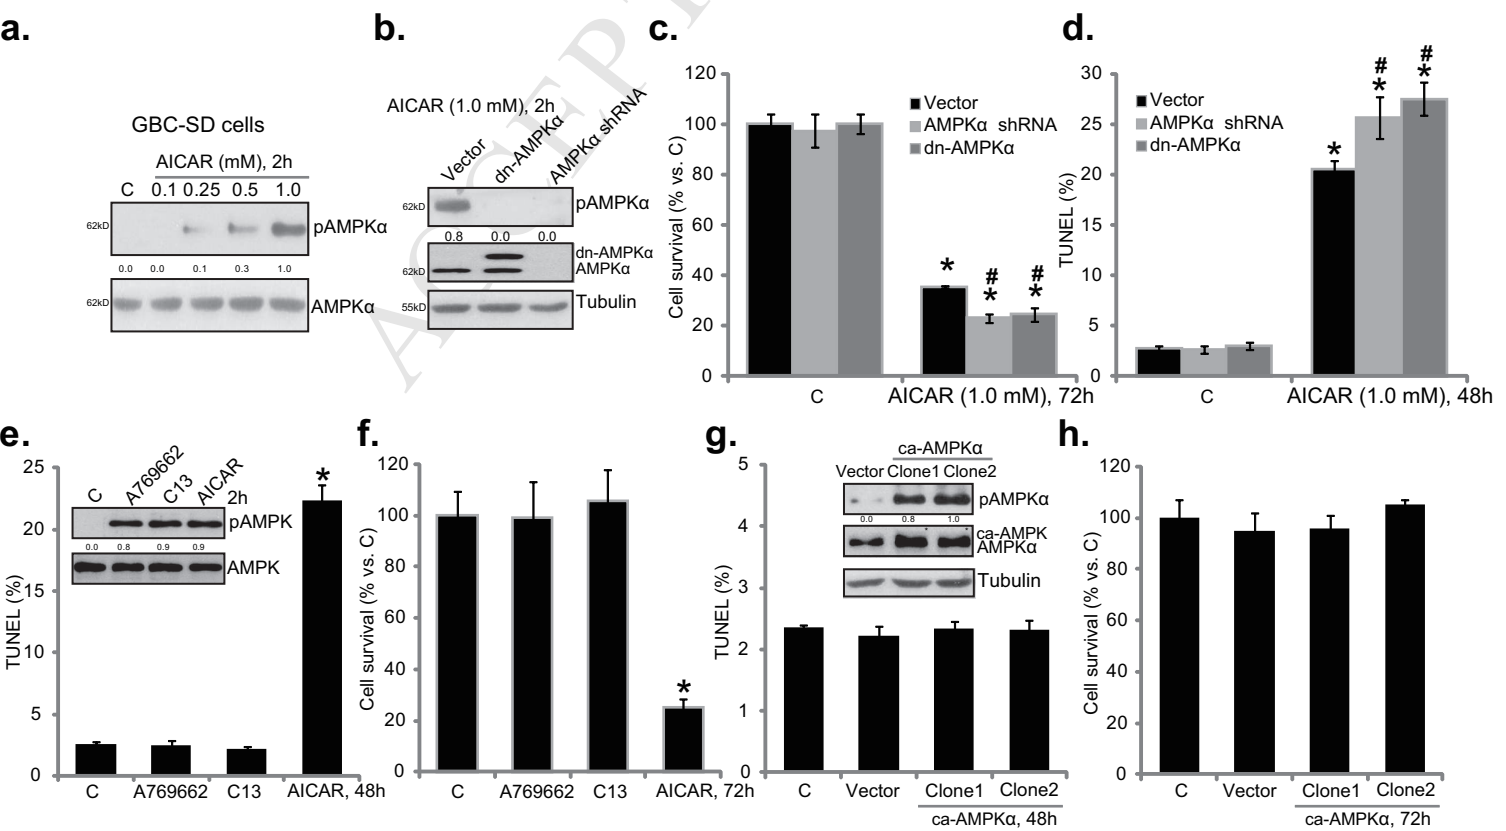 a.
GBC-SD cells
AICAR (mM), 2h
C 0.1 0.25 0.5 1.0
62kD pAMPKα
0.0 0.0 0.1 0.3 1.0
62kD AMPKα
b.
AICAR (1.0 mM), 2h
Vector dn-AMPKα AMPKα shRNA
62kD pAMPKα
0.8 0.0 0.0
dn-AMPKα
62kD AMPKα
55kD Tubulin
c.
Cell survival (% vs. C)
120
100
80
60
40
20
0
Vector
AMPKα shRNA
dn-AMPKα
* # * # *
C AICAR (1.0 mM), 72h
d.
TUNEL (%)
30
25
20
15
10
5
0
Vector
AMPKα shRNA
dn-AMPKα
* # * # *
C AICAR (1.0 mM), 48h
e.
TUNEL (%)
25
20
15
10
5
0
C A769662 C13 AICAR
2h
pAMPK
0.0 0.8 0.9 0.9
AMPK
*
C A769662 C13 AICAR, 48h
f.
Cell survival (% vs. C)
120
100
80
60
40
20
0
*
C A769662 C13 AICAR, 72h
g.
TUNEL (%)
5
4
3
2
1
0
ca-AMPKα
Vector Clone1 Clone2
pAMPKα
0.0 0.8 1.0
ca-AMPK
AMPKα
Tubulin
C Vector Clone1 Clone2
ca-AMPKα, 48h
h.
Cell survival (% vs. C)
120
100
80
60
40
20
0
C Vector Clone1 Clone2
ca-AMPKα, 72h